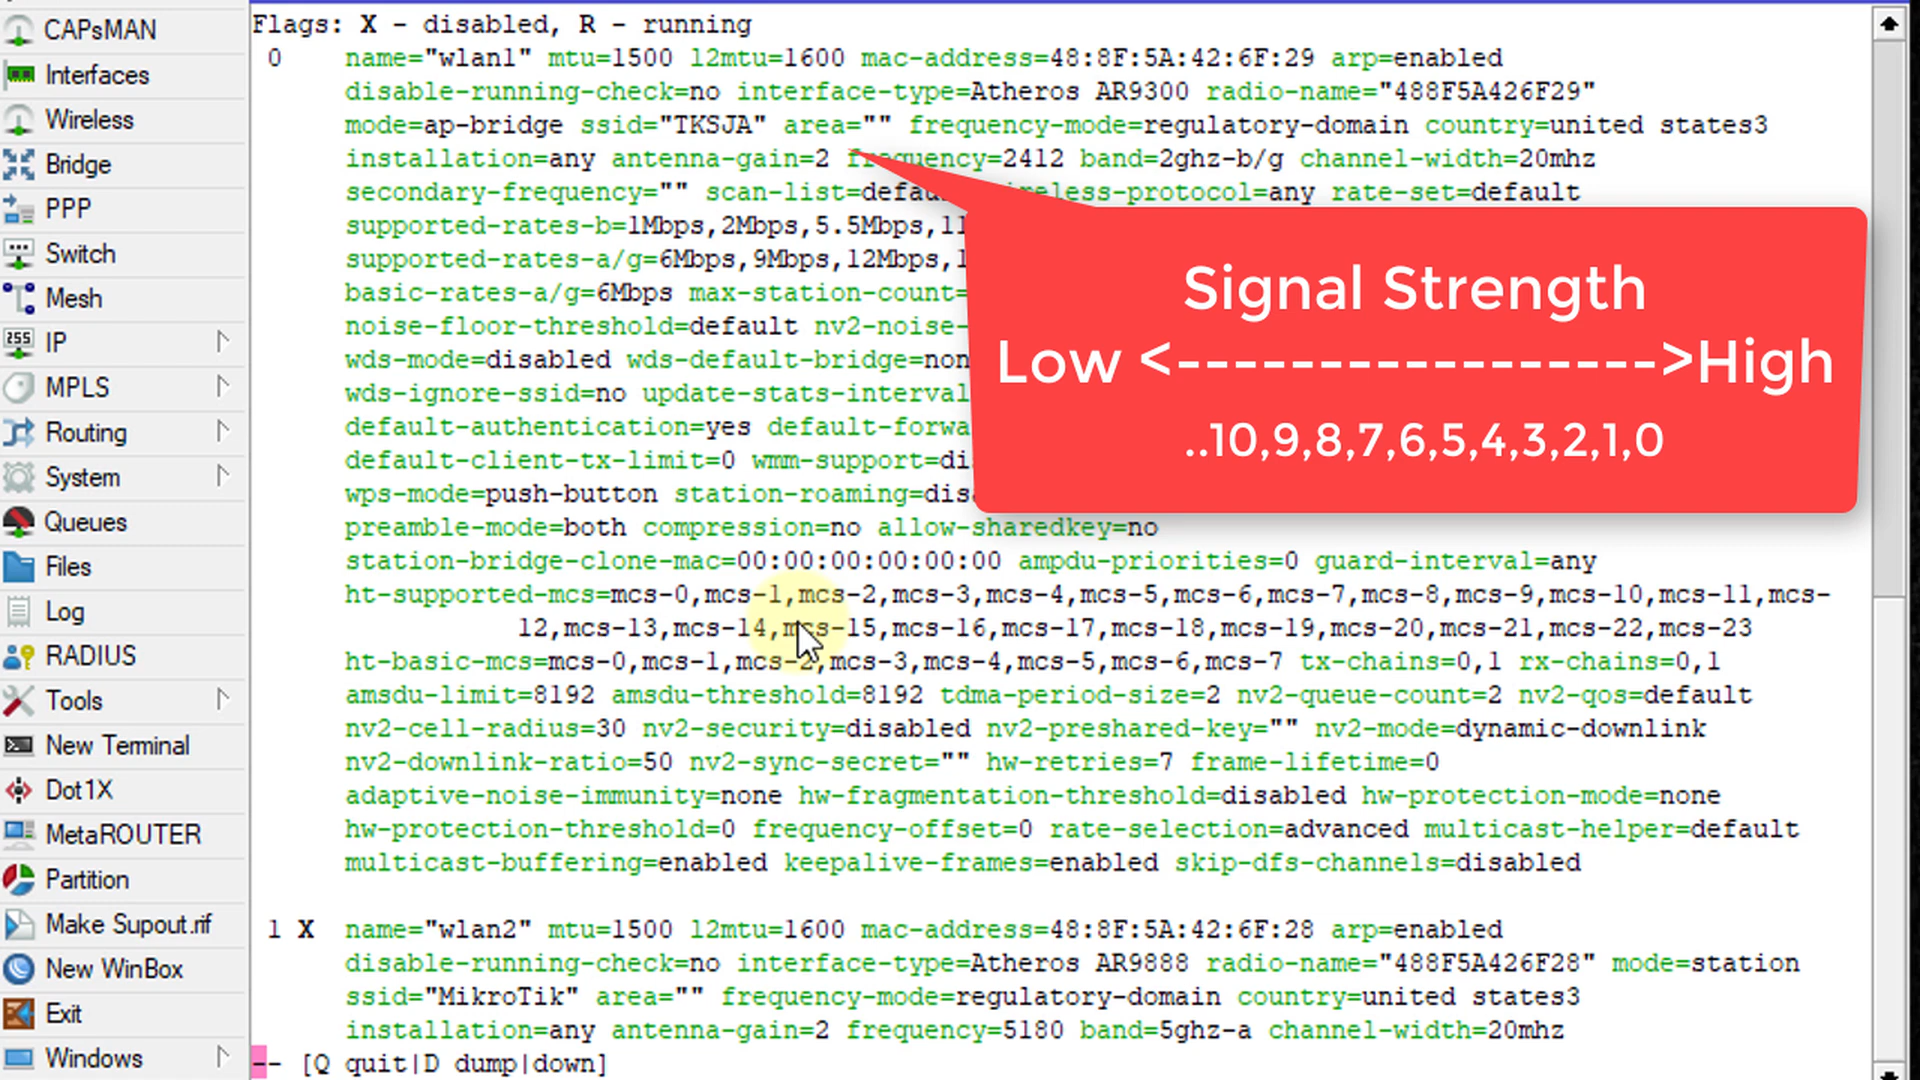 CAPsMAN
Interfaces
Wireless
Bridge
PPP
Switch
Mesh
255 IP
MPLS
Routing
System
Queues
Files
Log
RADIUS
Tools
New Terminal
Dot1X
MetaROUTER
Partition
Make Supout.rif
New WinBox
Exit
Windows
Flags: X - disabled, R - running
0 name="wlan1" mtu=1500 l2mtu=1600 mac-address=48:8F:5A:42:6F:29 arp=enabled
disable-running-check=no interface-type=Atheros AR9300 radio-name="488F5A426F29"
mode=ap-bridge ssid="TKSJA" area="" frequency-mode=regulatory-domain country=united states3
installation=any antenna-gain=2 frequency=2412 band=2ghz-b/g channel-width=20mhz
secondary-frequency="" scan-list=defau wireless-protocol=any rate-set=default
supported-rates-b=1Mbps,2Mbps,5.5Mbps,11
supported-rates-a/g=6Mbps,9Mbps,12Mbps,1
basic-rates-a/g=6Mbps max-station-count=
noise-floor-threshold=default nv2-noise-
wds-mode=disabled wds-default-bridge=non
wds-ignore-ssid=no update-stats-interval
default-authentication=yes default-forwa
default-client-tx-limit=0 wmm-support=di
wps-mode=push-button station-roaming=dis
preamble-mode=both compression=no allow-sharedkey=no
station-bridge-clone-mac=00:00:00:00:00:00 ampdu-priorities=0 guard-interval=any
ht-supported-mcs=mcs-0,mcs-1,mcs-2,mcs-3,mcs-4,mcs-5,mcs-6,mcs-7,mcs-8,mcs-9,mcs-10,mcs-11,mcs-
12,mcs-13,mcs-14,mcs-15,mcs-16,mcs-17,mcs-18,mcs-19,mcs-20,mcs-21,mcs-22,mcs-23
ht-basic-mcs=mcs-0,mcs-1,mcs-2,mcs-3,mcs-4,mcs-5,mcs-6,mcs-7 tx-chains=0,1 rx-chains=0,1
amsdu-limit=8192 amsdu-threshold=8192 tdma-period-size=2 nv2-queue-count=2 nv2-qos=default
nv2-cell-radius=30 nv2-security=disabled nv2-preshared-key="" nv2-mode=dynamic-downlink
nv2-downlink-ratio=50 nv2-sync-secret="" hw-retries=7 frame-lifetime=0
adaptive-noise-immunity=none hw-fragmentation-threshold=disabled hw-protection-mode=none
hw-protection-threshold=0 frequency-offset=0 rate-selection=advanced multicast-helper=default
multicast-buffering=enabled keepalive-frames=enabled skip-dfs-channels=disabled
1 X name="wlan2" mtu=1500 l2mtu=1600 mac-address=48:8F:5A:42:6F:28 arp=enabled
disable-running-check=no interface-type=Atheros AR9888 radio-name="488F5A426F28" mode=station
ssid="MikroTik" area="" frequency-mode=regulatory-domain country=united states3
installation=any antenna-gain=2 frequency=5180 band=5ghz-a channel-width=20mhz
-- [Q quit|D dump|down]
Signal Strength
Low <------------------>High
..10,9,8,7,6,5,4,3,2,1,0